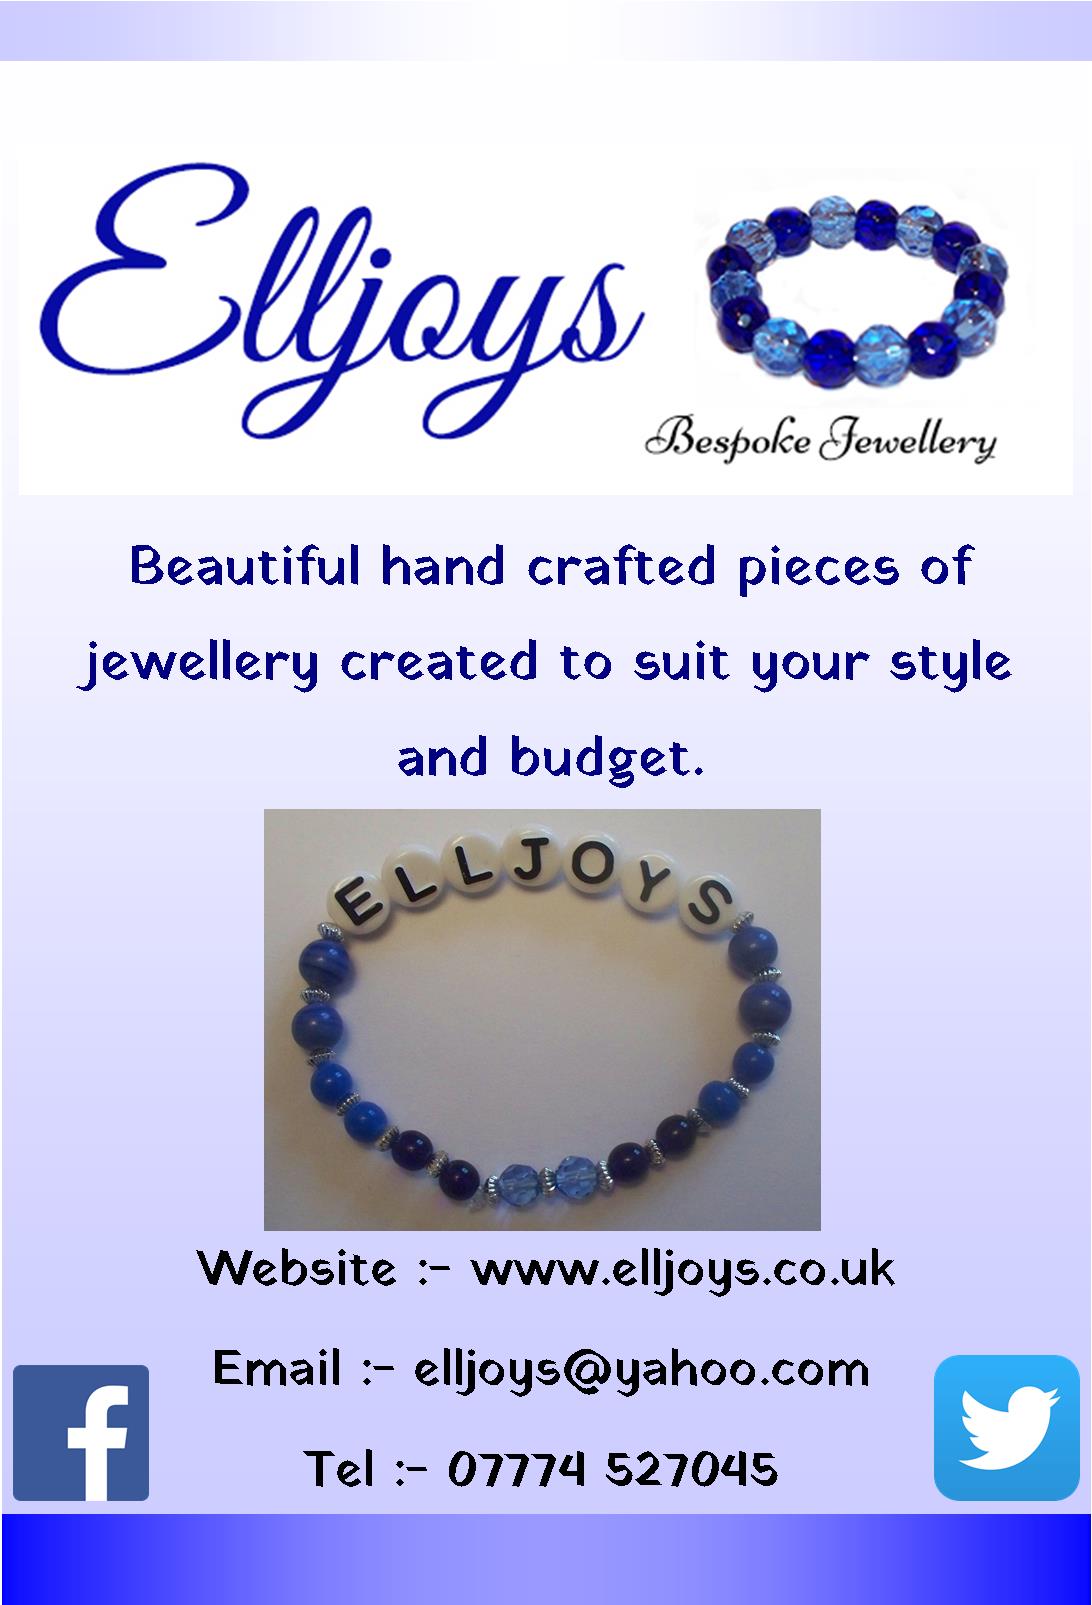 Elljoys
Bespoke Jewellery
Beautiful hand crafted pieces of
jewellery created to suit your style
and budget.
ELLJOYS
Website :- www.elljoys.co.uk
Email :- elljoys@yahoo.com
Tel :- 07774 527045